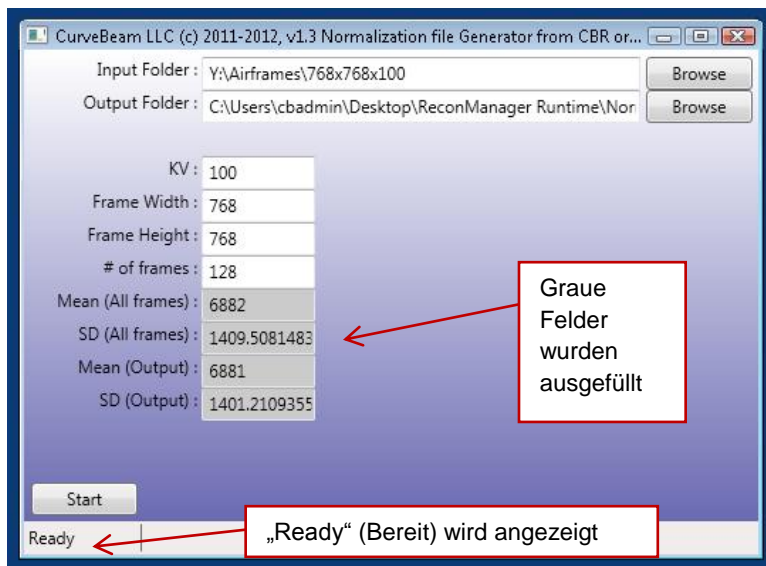 CurveBeam LLC (c) 2011-2012, v1.3 Normalization file Generator from CBR or...
Input Folder : Y:\Airframes\768x768x100 Browse
Output Folder : C:\Users\cbadmin\Desktop\ReconManager Runtime\Nor Browse
KV : 100
Frame Width : 768
Frame Height : 768
# of frames : 128
Mean (All frames) : 6882
SD (All frames) : 1409.5081483
Mean (Output) : 6881
SD (Output) : 1401.2109355
Graue
Felder
wurden
ausgefüllt
Start
Ready
„Ready“ (Bereit) wird angezeigt